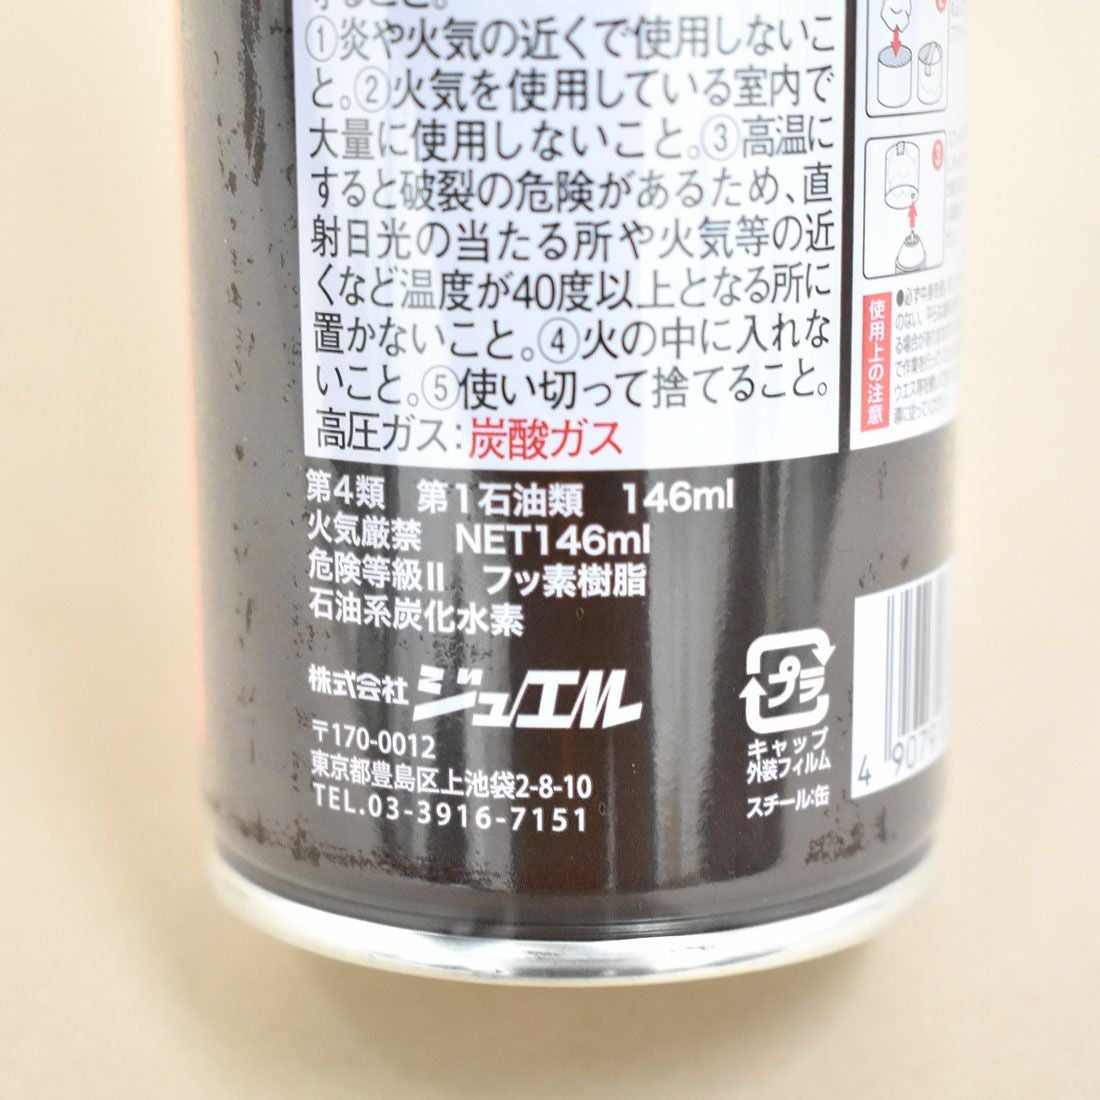 すること。
①炎や火気の近くで使用しないこ
と。②火気を使用している室内で
大量に使用しないこと。③高温に
すると破裂の危険があるため、直
射日光の当たる所や火気等の近
くなど温度が40度以上となる所に
置かないこと。④火の中に入れな
いこと。⑤使い切って捨てること。
高圧ガス:炭酸ガス
第4類 第1石油類 146ml
火気厳禁 NET146ml
危険等級II フッ素樹脂
石油系炭化水素
株式会社 ジュエル
〒170-0012
東京都豊島区上池袋2-8-10
TEL.03-3916-7151
プラ
キャップ
外装フィルム
スチール:缶
使用上の注意
4 9079